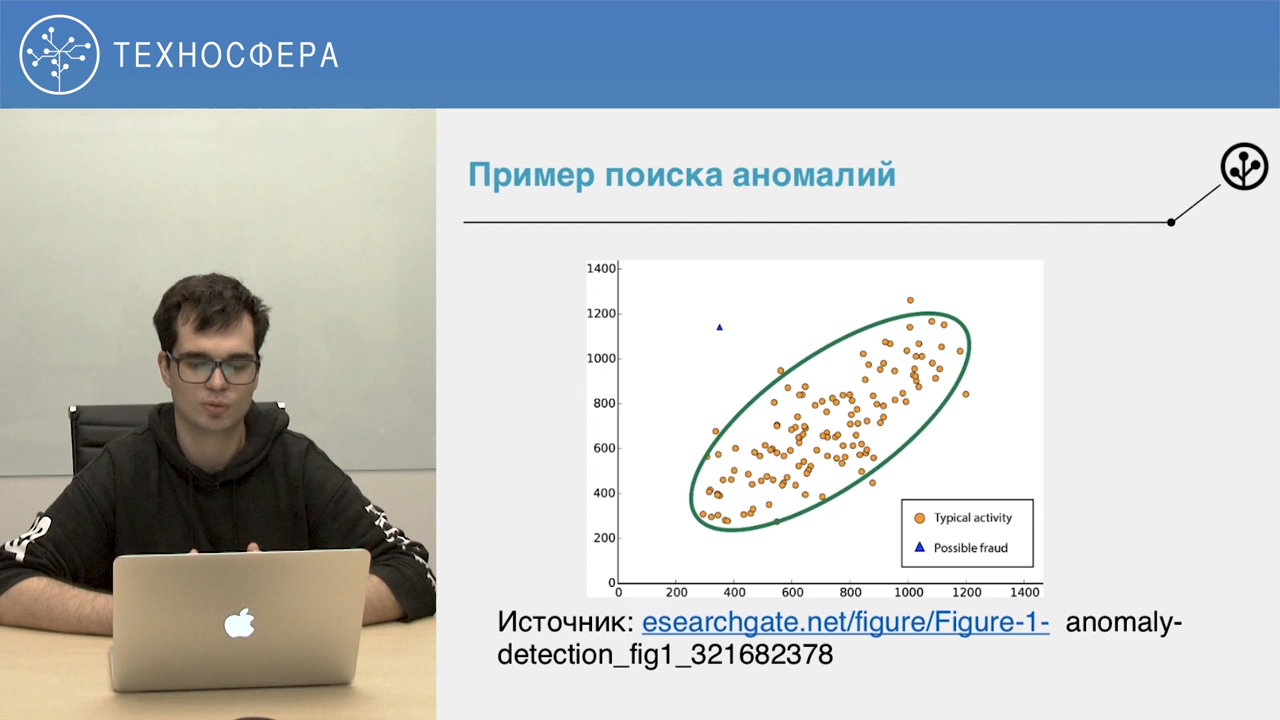 ТЕХНОСФЕРА
Пример поиска аномалий
1400
1200
1000
800
600
400
200
0
0 200 400 600 800 1000 1200 1400
Typical activity
Possible fraud
Источник: esearchgate.net/figure/Figure-1- anomaly-
detection_fig1_321682378